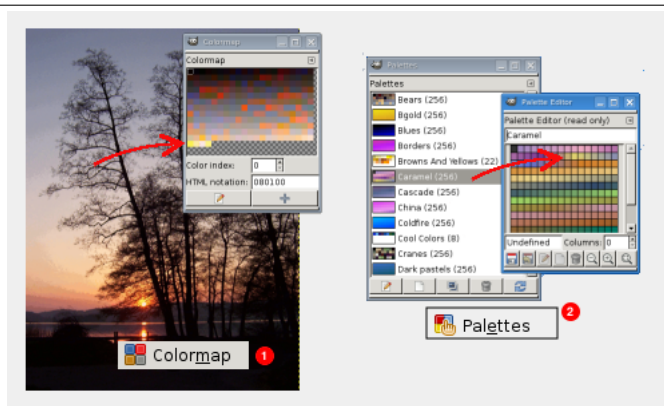 Colormap
Colormap
Color index:
0
HTML notation:
080100
Colormap
1
Palettes
Palettes
Bears (256)
Bgold (256)
Blues (256)
Borders (256)
Browns And Yellows (22)
Caramel (256)
Cascade (256)
China (256)
Coldfire (256)
Cool Colors (8)
Cranes (256)
Dark pastels (256)
Palette Editor
Palette Editor (read only)
Caramel
Undefined
Columns:
0
Palettes
2